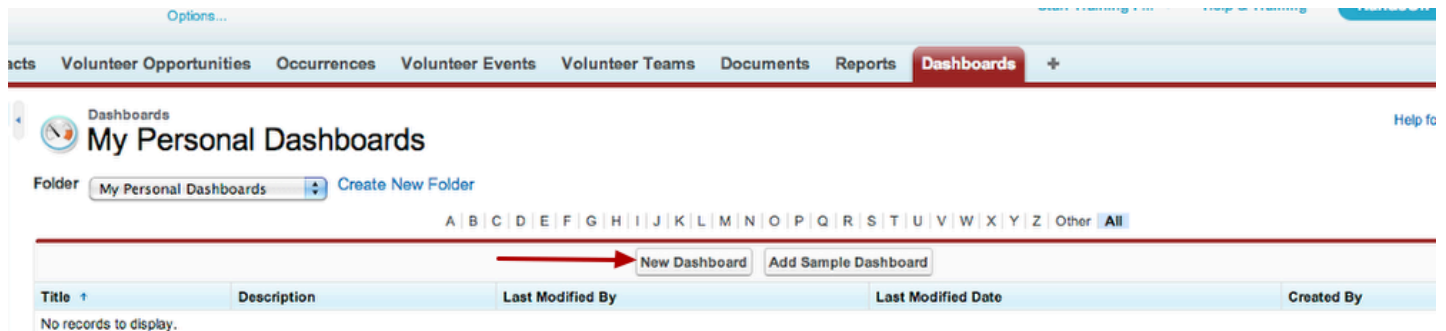 Options...
acts Volunteer Opportunities Occurrences Volunteer Events Volunteer Teams Documents Reports Dashboards +
Dashboards
My Personal Dashboards
Help fo
Folder My Personal Dashboards Create New Folder
A | B | C | D | E | F | G | H | I | J | K | L | M | N | O | P | Q | R | S | T | U | V | W | X | Y | Z | Other All
New Dashboard Add Sample Dashboard
Title ↑ Description Last Modified By Last Modified Date Created By
No records to display.